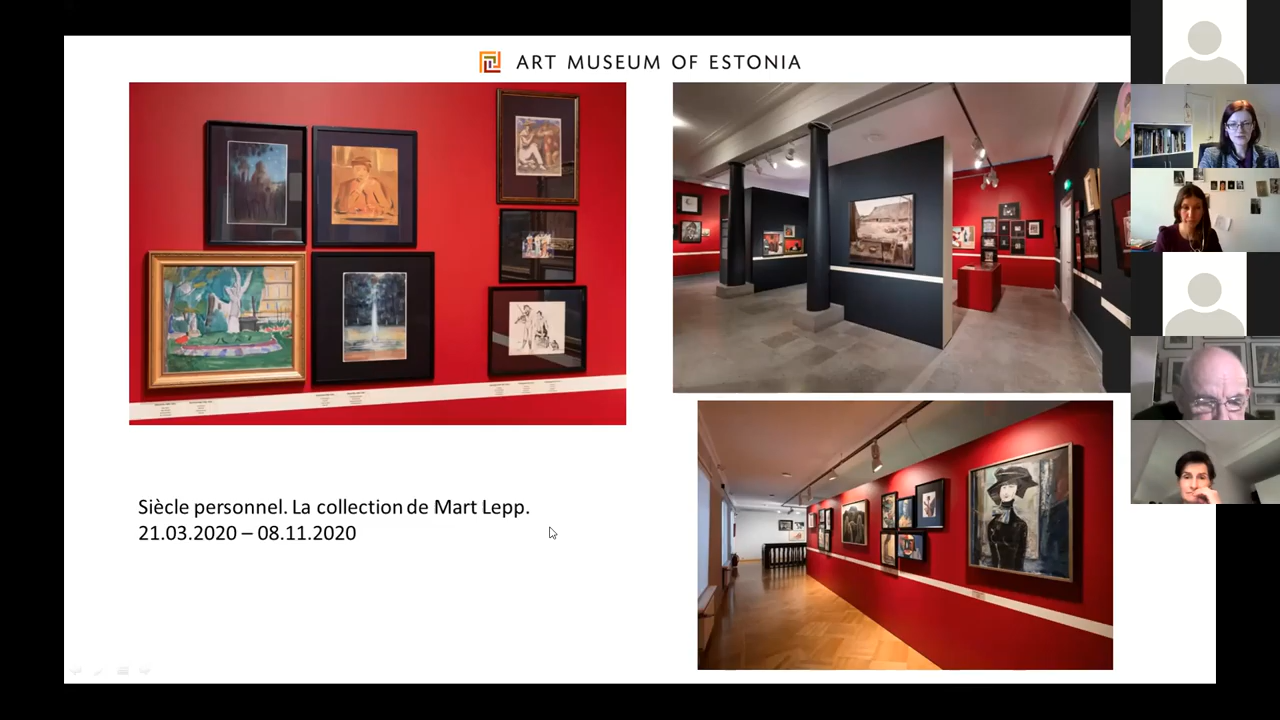 ART MUSEUM OF ESTONIA
Siècle personnel. La collection de Mart Lepp.
21.03.2020 – 08.11.2020